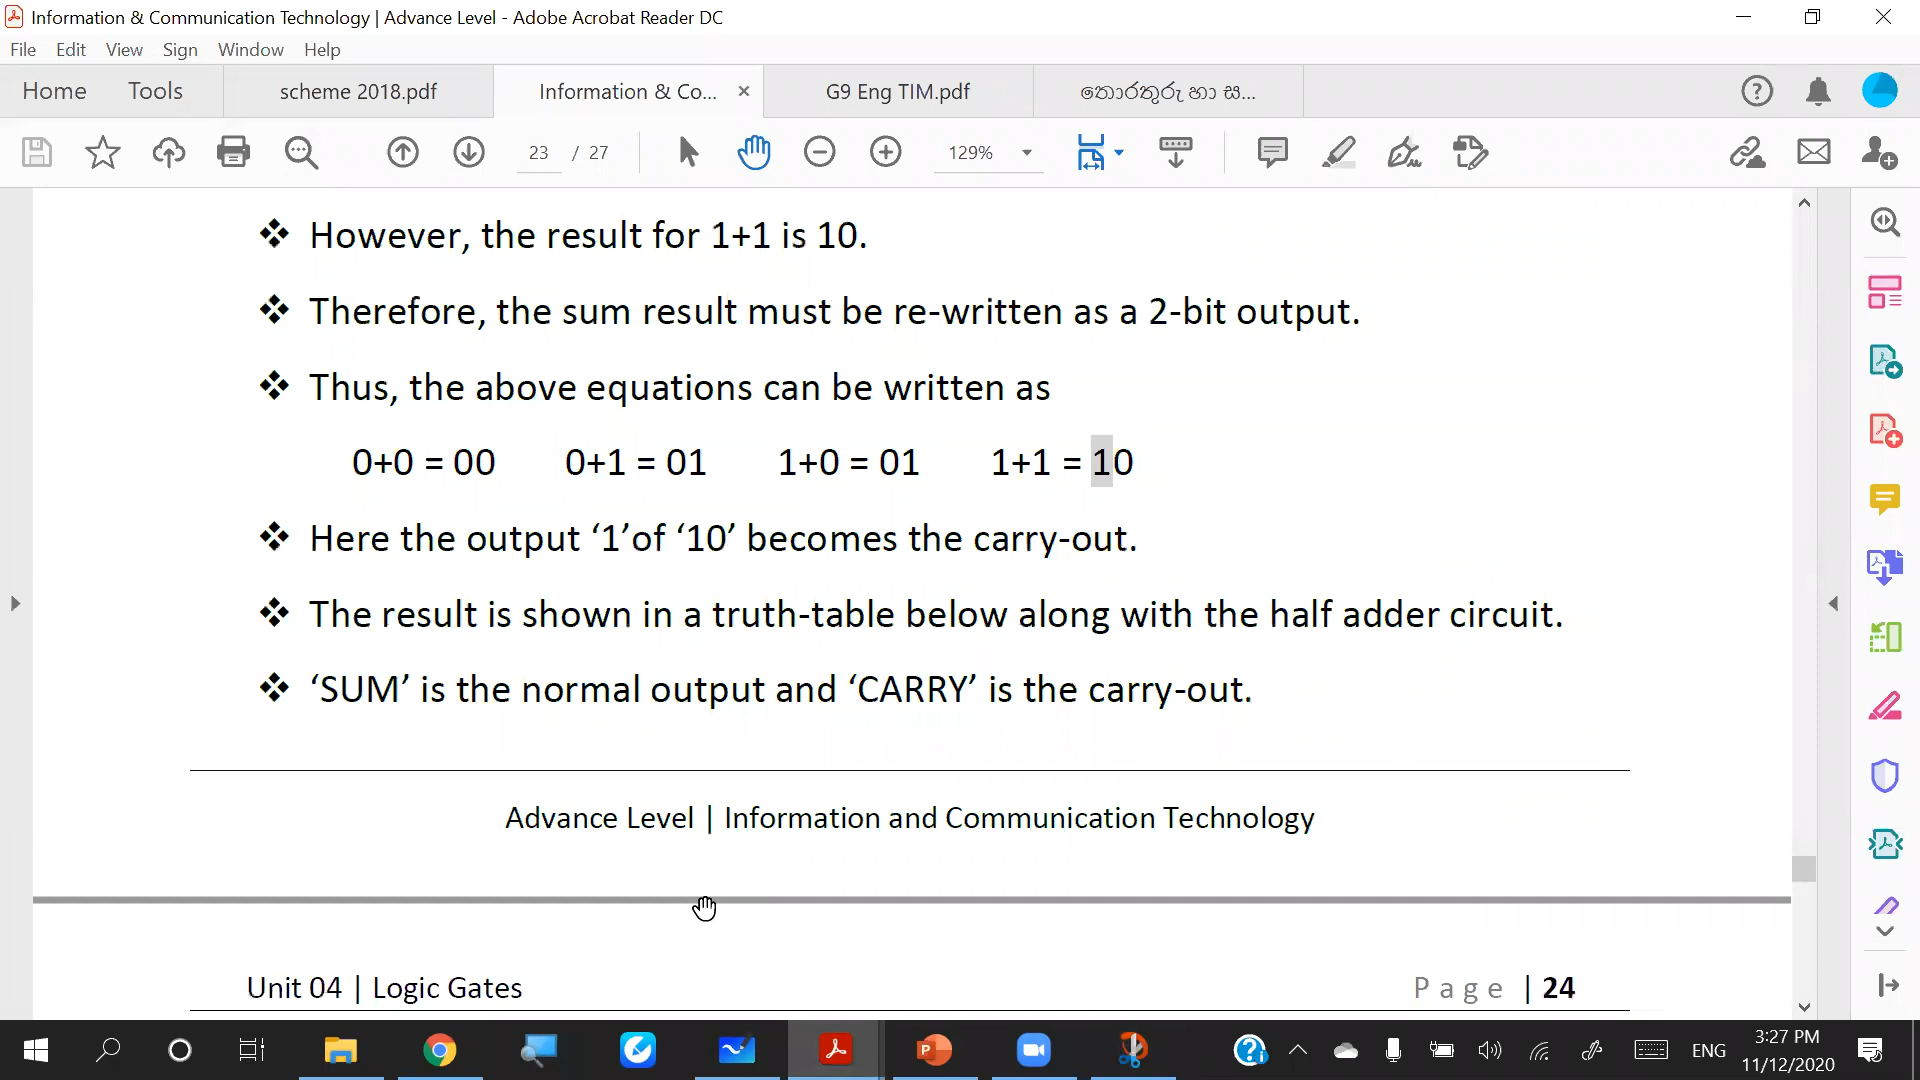 Information & Communication Technology | Advance Level - Adobe Acrobat Reader DC
File Edit View Sign Window Help
Home Tools scheme 2018.pdf Information & Co... × G9 Eng TIM.pdf තොරතුරු හා ස...
23 / 27 129%
❖ However, the result for 1+1 is 10.
❖ Therefore, the sum result must be re-written as a 2-bit output.
❖ Thus, the above equations can be written as
0+0 = 00 0+1 = 01 1+0 = 01 1+1 = 10
❖ Here the output ‘1’of ‘10’ becomes the carry-out.
❖ The result is shown in a truth-table below along with the half adder circuit.
❖ ‘SUM’ is the normal output and ‘CARRY’ is the carry-out.
Advance Level | Information and Communication Technology
Unit 04 | Logic Gates Page | 24
ENG 3:27 PM
11/12/2020